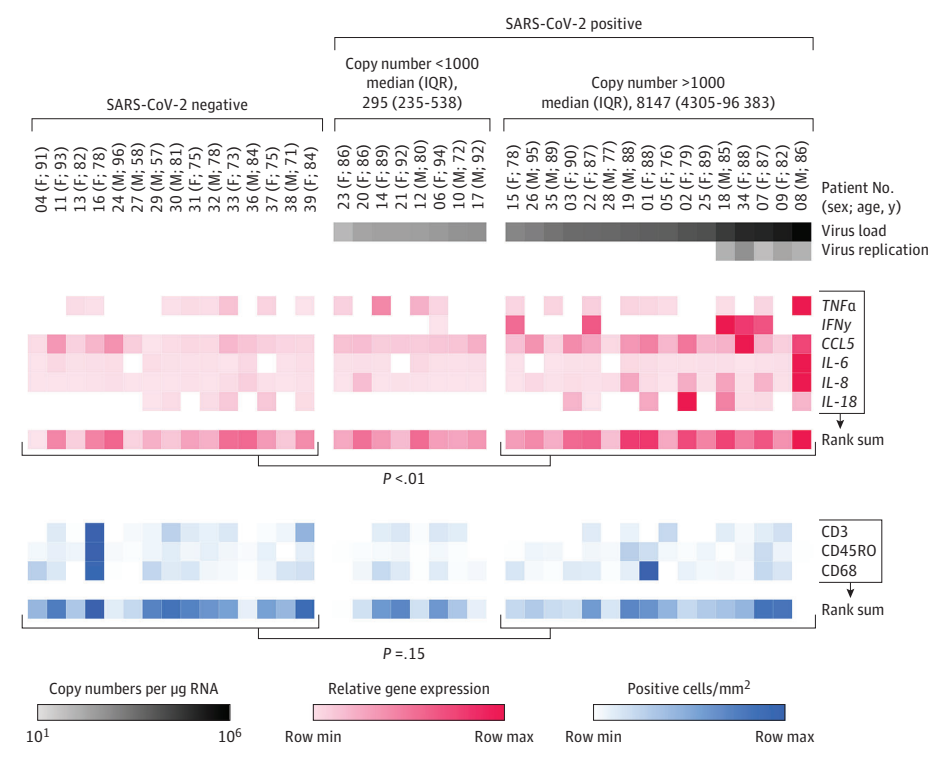 SARS-CoV-2 positive
Copy number <1000
median (IQR),
295 (235-538)
Copy number >1000
median (IQR), 8147 (4305-96 383)
SARS-CoV-2 negative
04 (F; 91)
11 (F; 93)
13 (F; 82)
16 (F; 78)
24 (M; 96)
27 (M; 58)
29 (M; 57)
30 (M; 81)
31 (F; 75)
32 (M; 78)
33 (F; 73)
36 (M; 84)
37 (F; 75)
38 (M; 71)
39 (F; 84)
23 (F; 86)
20 (F; 86)
14 (F; 89)
21 (F; 92)
12 (M; 80)
06 (F; 94)
10 (M; 72)
17 (M; 92)
15 (F; 78)
26 (M; 95)
35 (M; 89)
03 (F; 90)
22 (F; 87)
28 (M; 77)
19 (M; 88)
01 (F; 88)
05 (F; 76)
02 (F; 79)
25 (F; 89)
18 (M; 85)
34 (F; 88)
07 (F; 87)
09 (F; 82)
08 (M; 86)
Patient No.
(sex; age, y)
Virus load
Virus replication
TNFα
IFNγ
CCL5
IL-6
IL-8
IL-18
Rank sum
P <.01
CD3
CD45RO
CD68
Rank sum
P =.15
Copy numbers per µg RNA
10¹ 10⁶
Relative gene expression
Row min Row max
Positive cells/mm²
Row min Row max